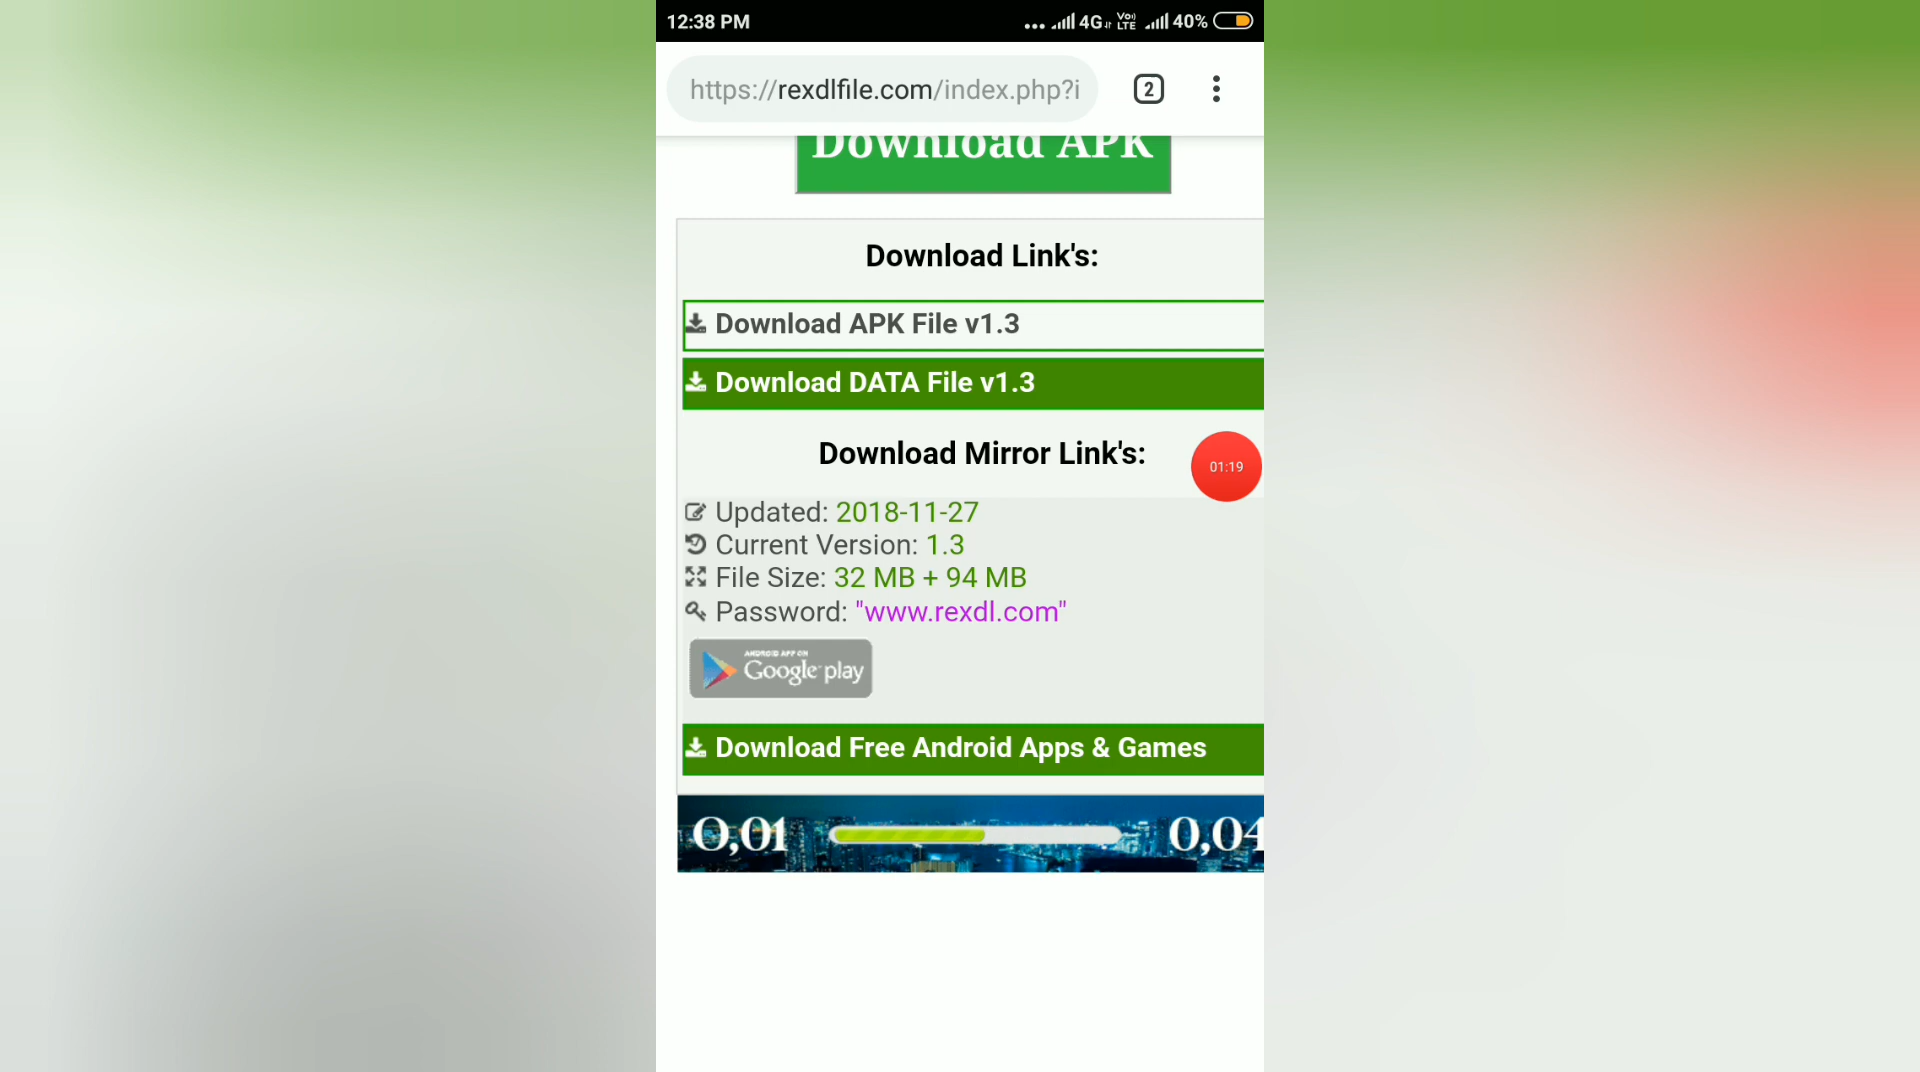 12:38 PM
4G
VoLTE
40%
https://rexdlfile.com/index.php?i
2
Download APK
Download Link's:
Download APK File v1.3
Download DATA File v1.3
Download Mirror Link's:
01:19
Updated: 2018-11-27
Current Version: 1.3
File Size: 32 MB + 94 MB
Password: "www.rexdl.com"
ANDROID APP ON
Google play
Download Free Android Apps & Games
0,01
0,04